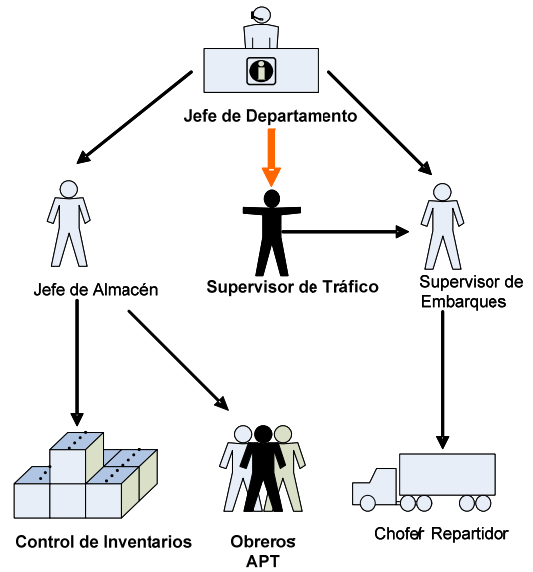 Jefe de Departamento
Jefe de Almacén
Supervisor de Tráfico
Supervisor de
Embarques
Control de Inventarios
Obreros
APT
Chofer Repartidor